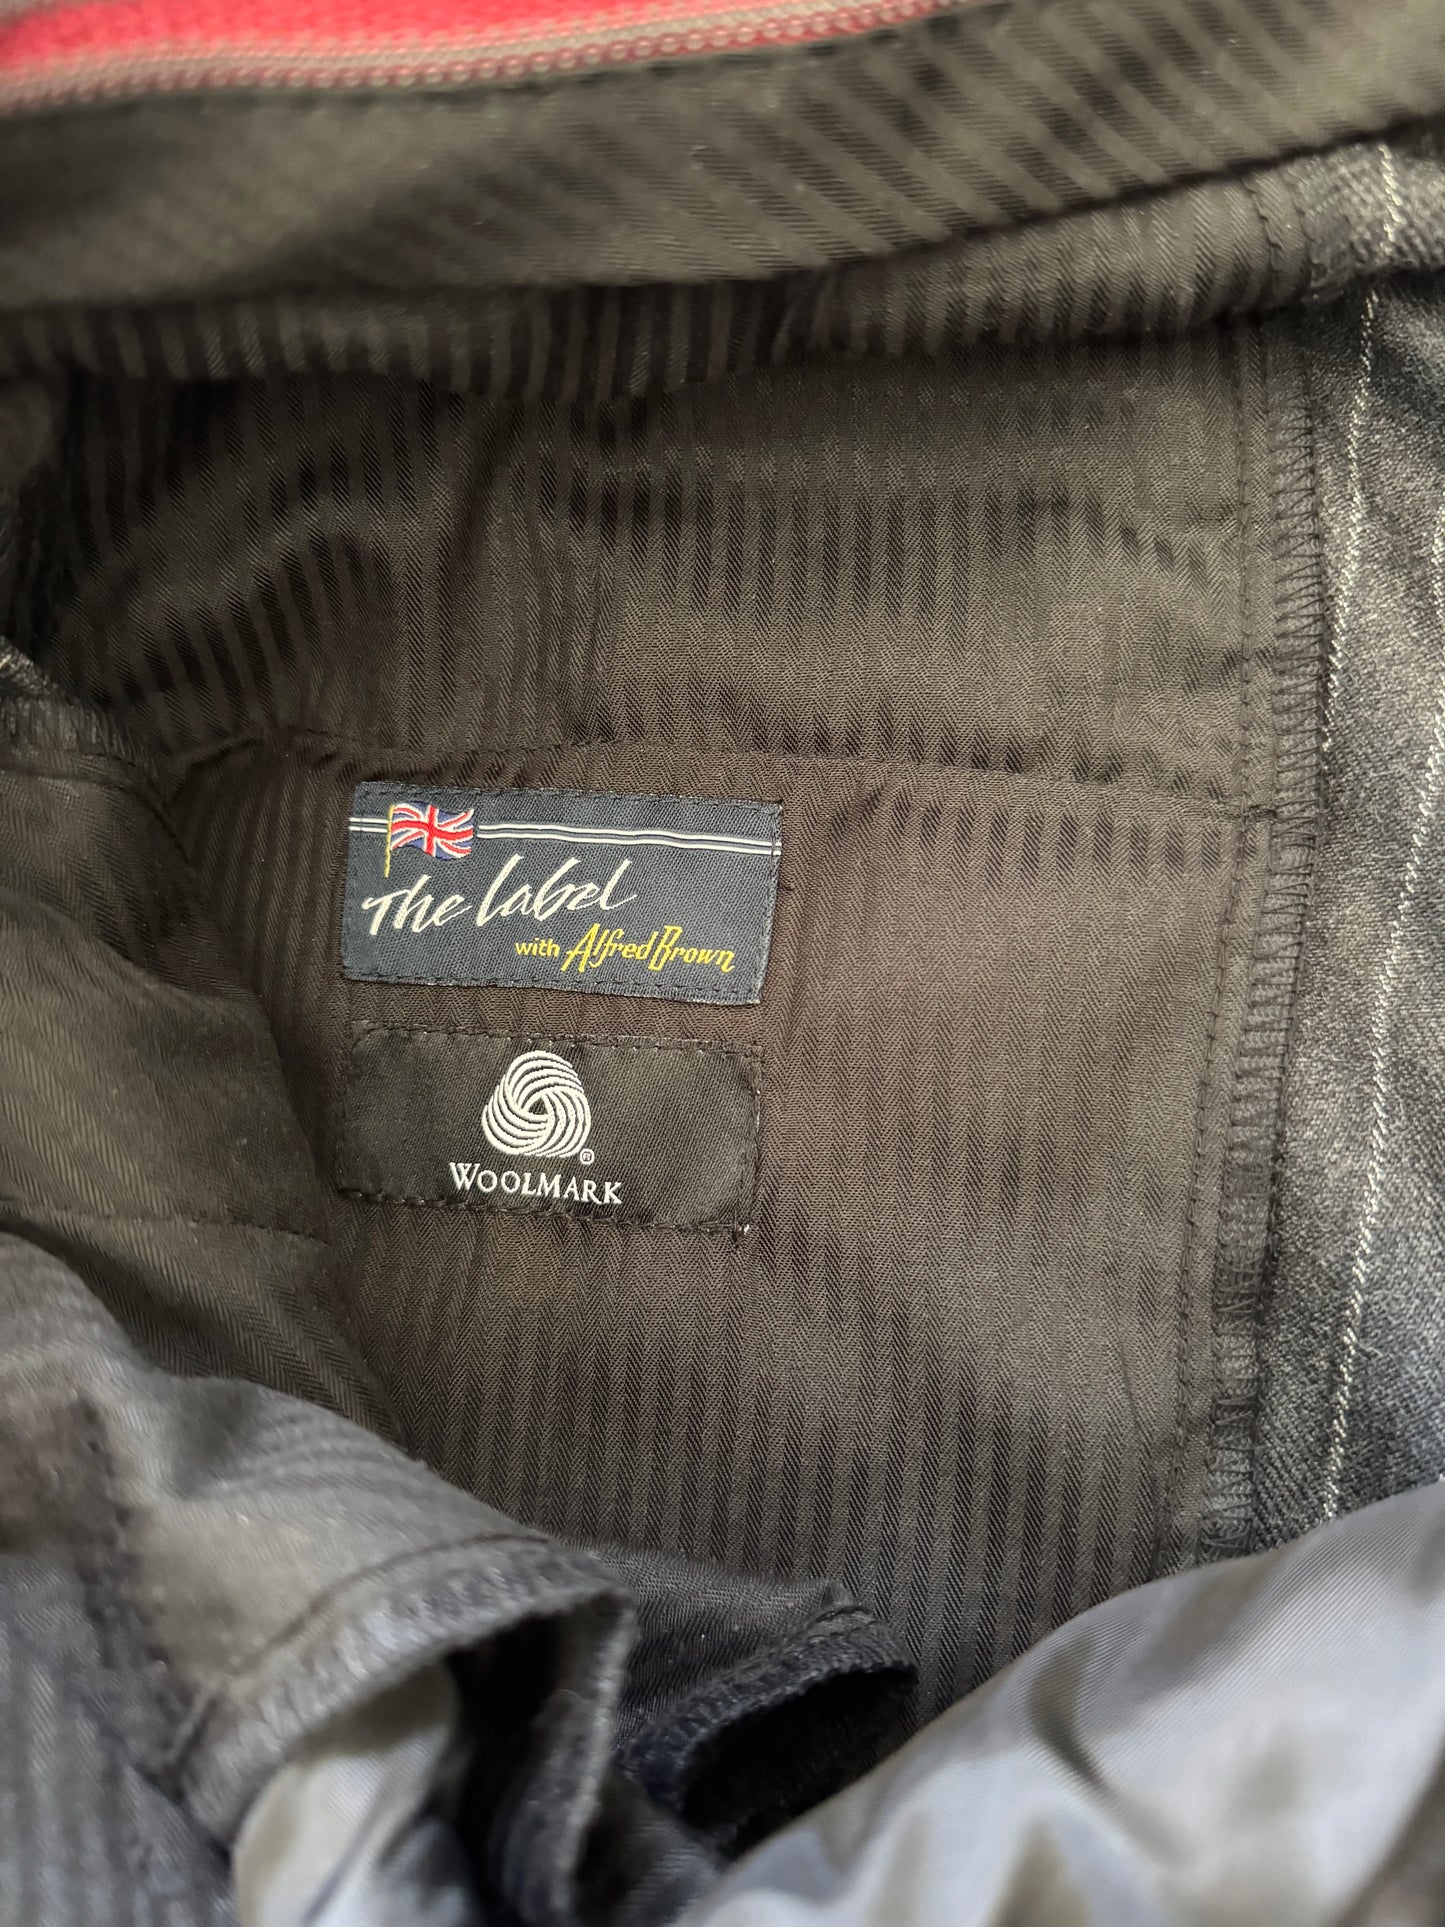 The Label
with Alfred Brown
®
WOOLMARK